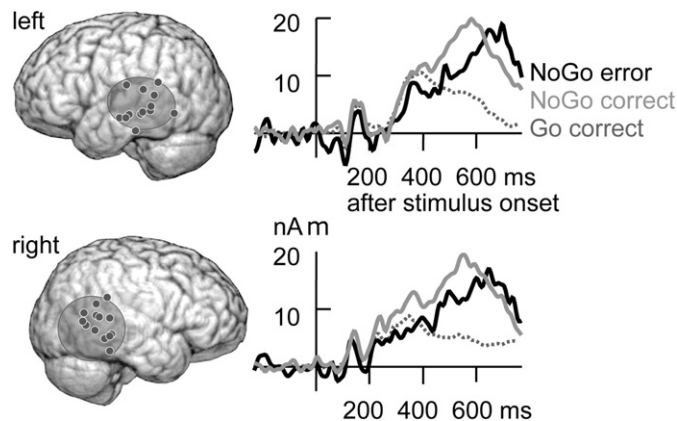 left
20
10
NoGo error
NoGo correct
Go correct
200 400 600 ms
after stimulus onset
right
nA m
20
10
200 400 600 ms